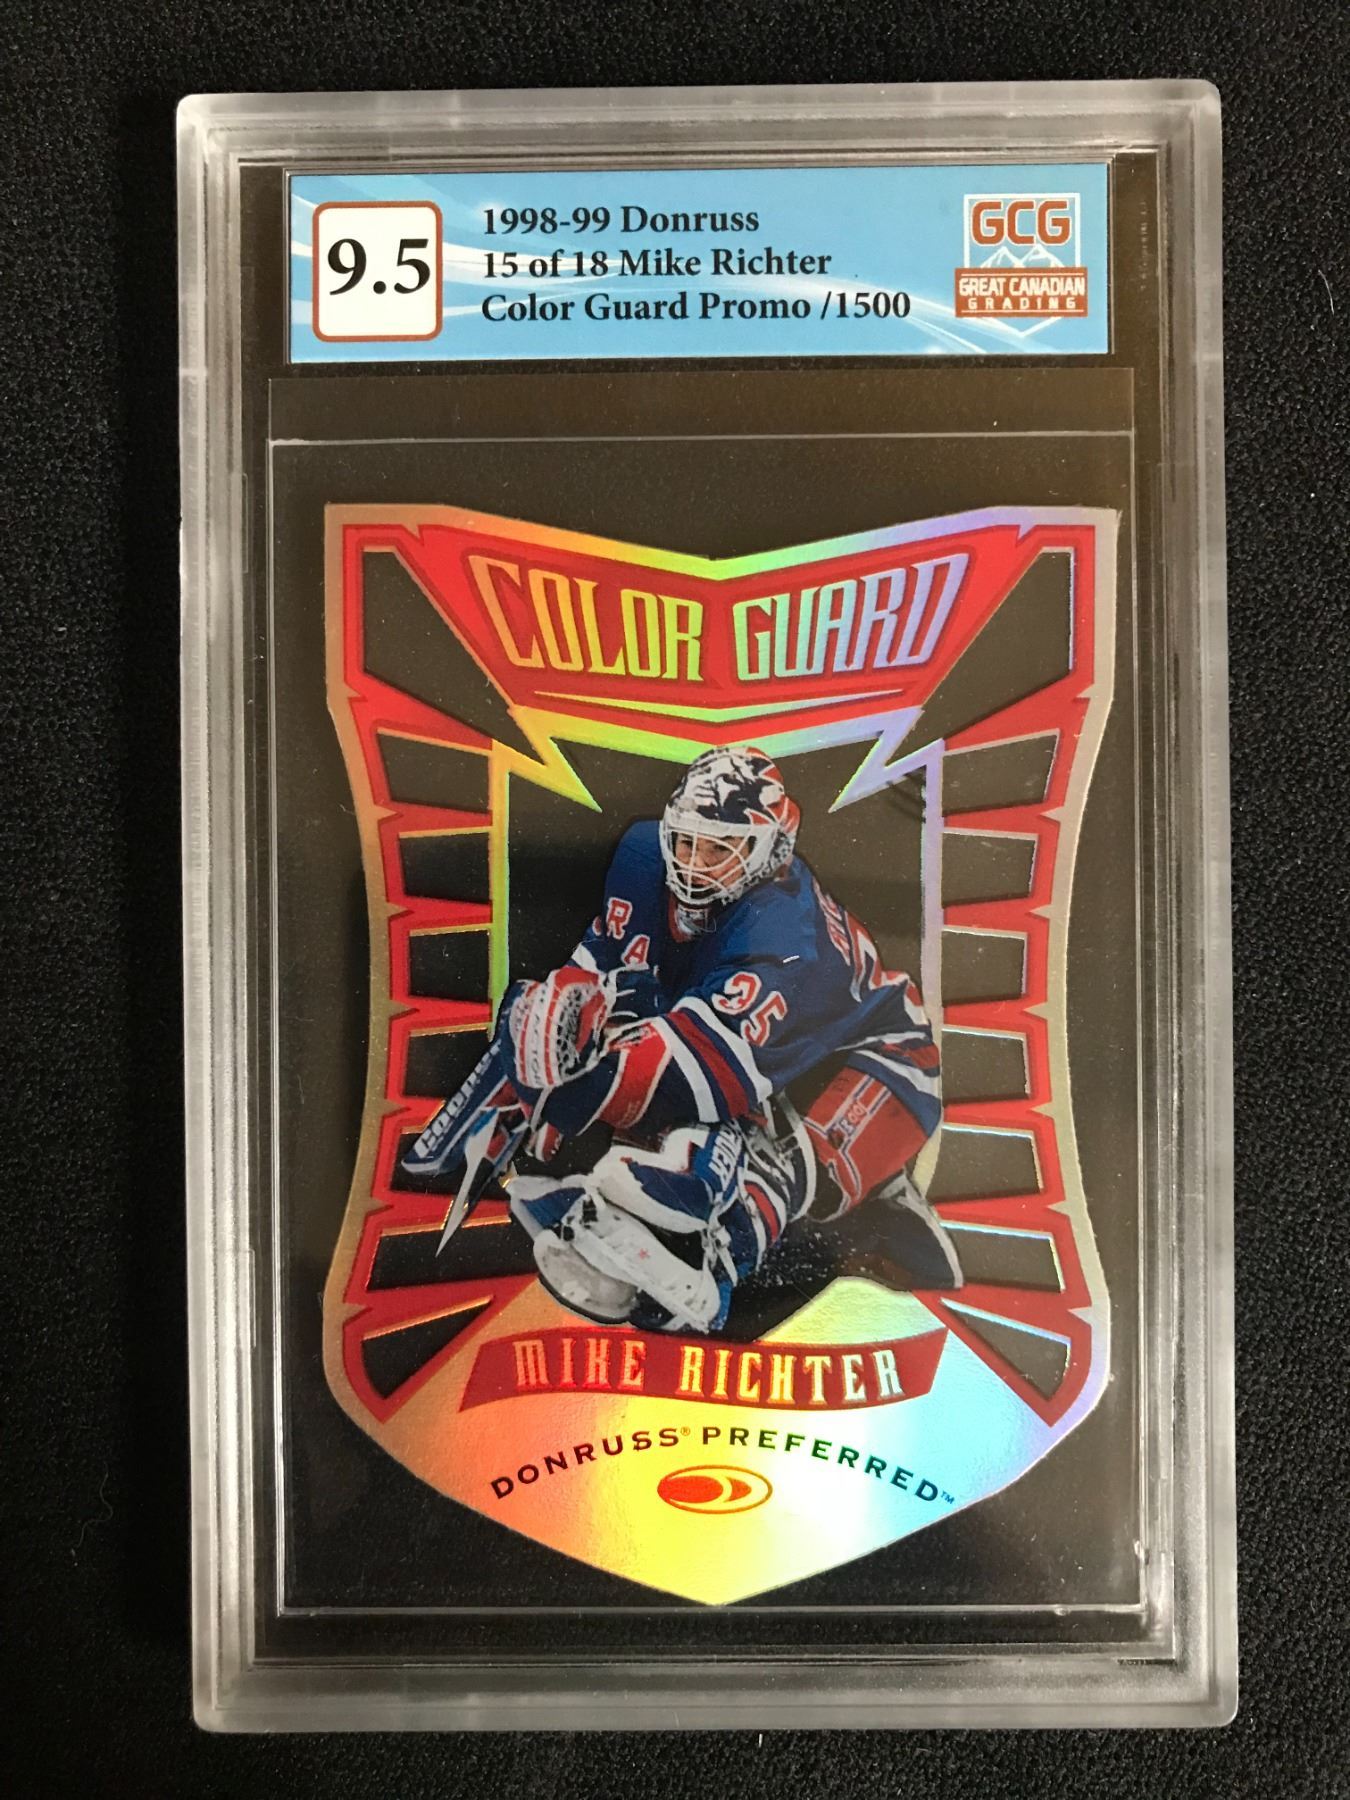 9.5
1998-99 Donruss
15 of 18 Mike Richter
Color Guard Promo /1500
GCG
GREAT CANADIAN
GRADING
COLOR GUARD
R
A
35
MIKE RICHTER
DONRUSS® PREFERRED™